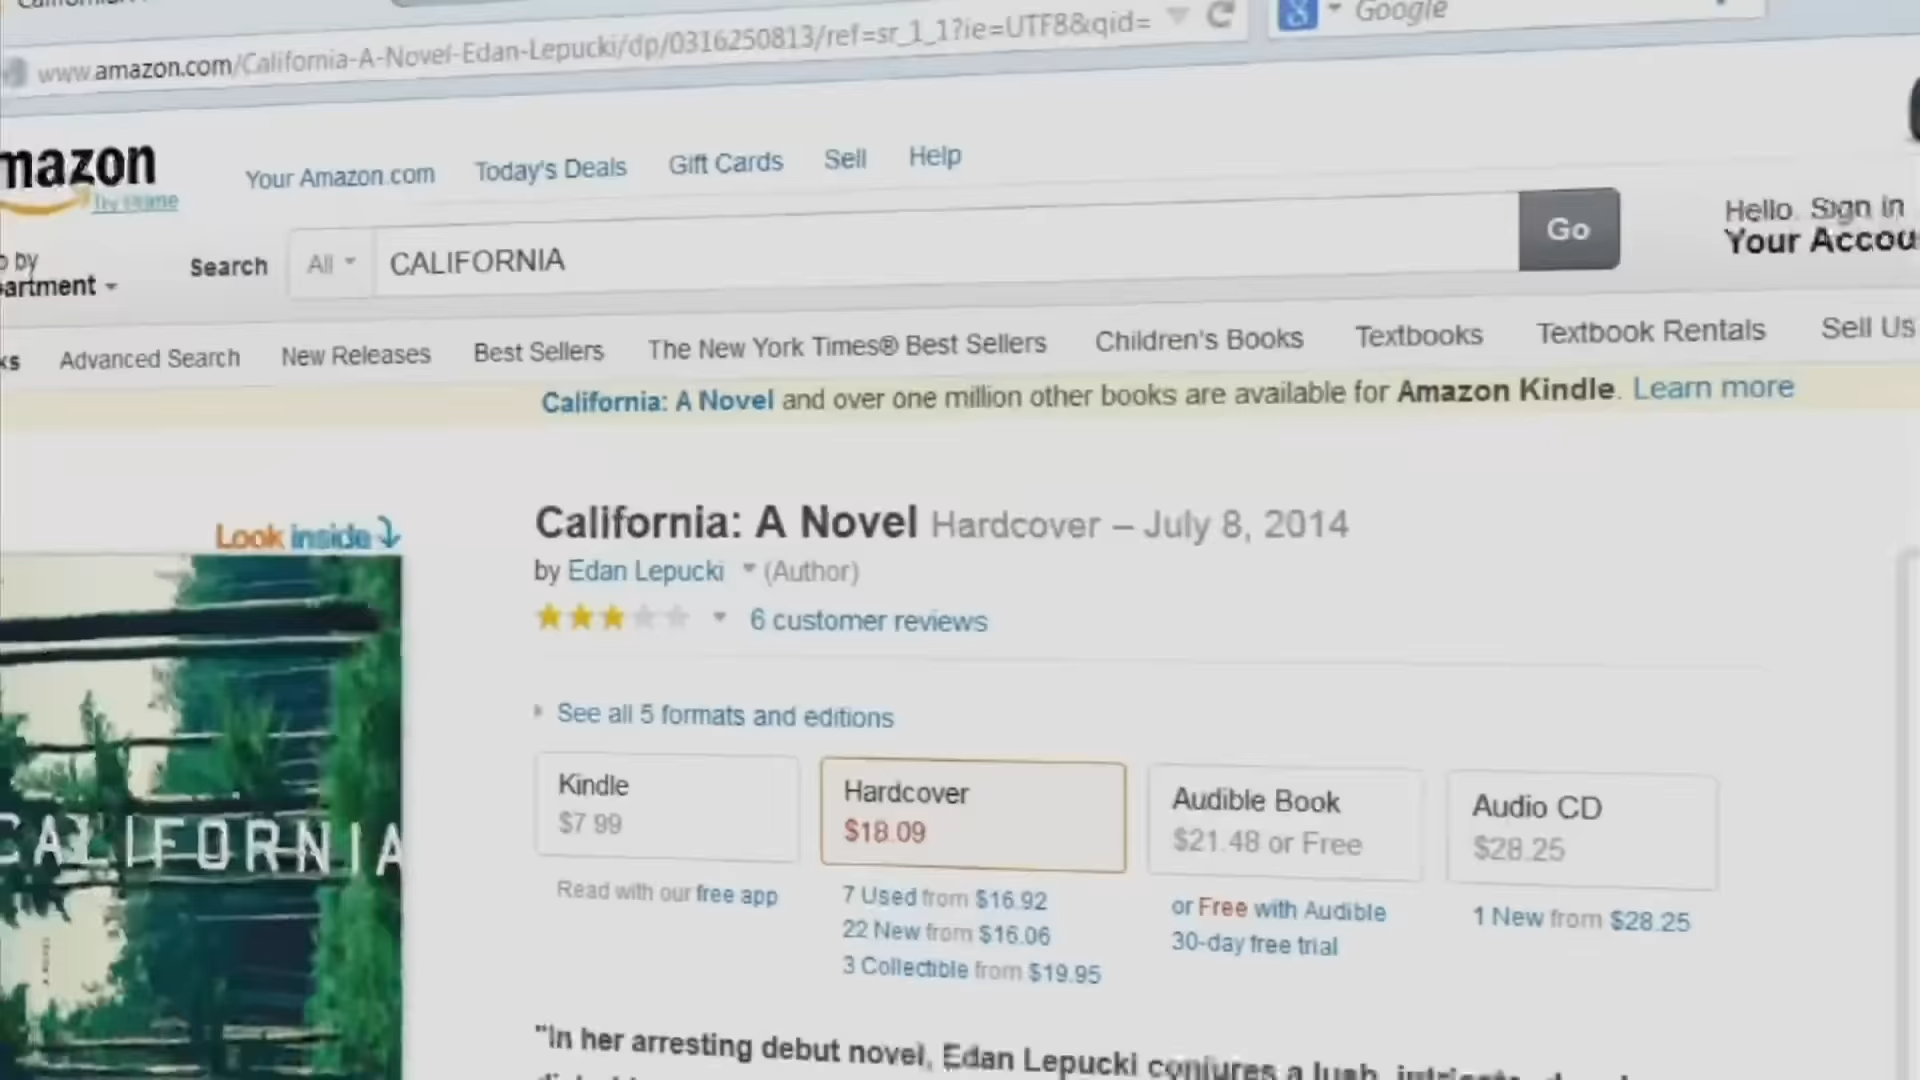 www.amazon.com/California-A-Novel-Edan-Lepucki/dp/0316250813/ref=sr_1_1?ie=UTF8&qid=
Google
mazon
Try Prime
Your Amazon.com Today's Deals Gift Cards Sell Help
Hello. Sign in
Your Accou
p by
artment
Search All CALIFORNIA Go
ks Advanced Search New Releases Best Sellers The New York Times® Best Sellers Children's Books Textbooks Textbook Rentals Sell Us
California: A Novel and over one million other books are available for Amazon Kindle. Learn more
Look inside
CALIFORNIA
California: A Novel Hardcover – July 8, 2014
by Edan Lepucki (Author)
6 customer reviews
See all 5 formats and editions
Kindle
$7.99
Read with our free app
Hardcover
$18.09
7 Used from $16.92
22 New from $16.06
3 Collectible from $19.95
Audible Book
$21.48 or Free
or Free with Audible
30-day free trial
Audio CD
$28.25
1 New from $28.25
"In her arresting debut novel, Edan Lepucki conjures a lush,